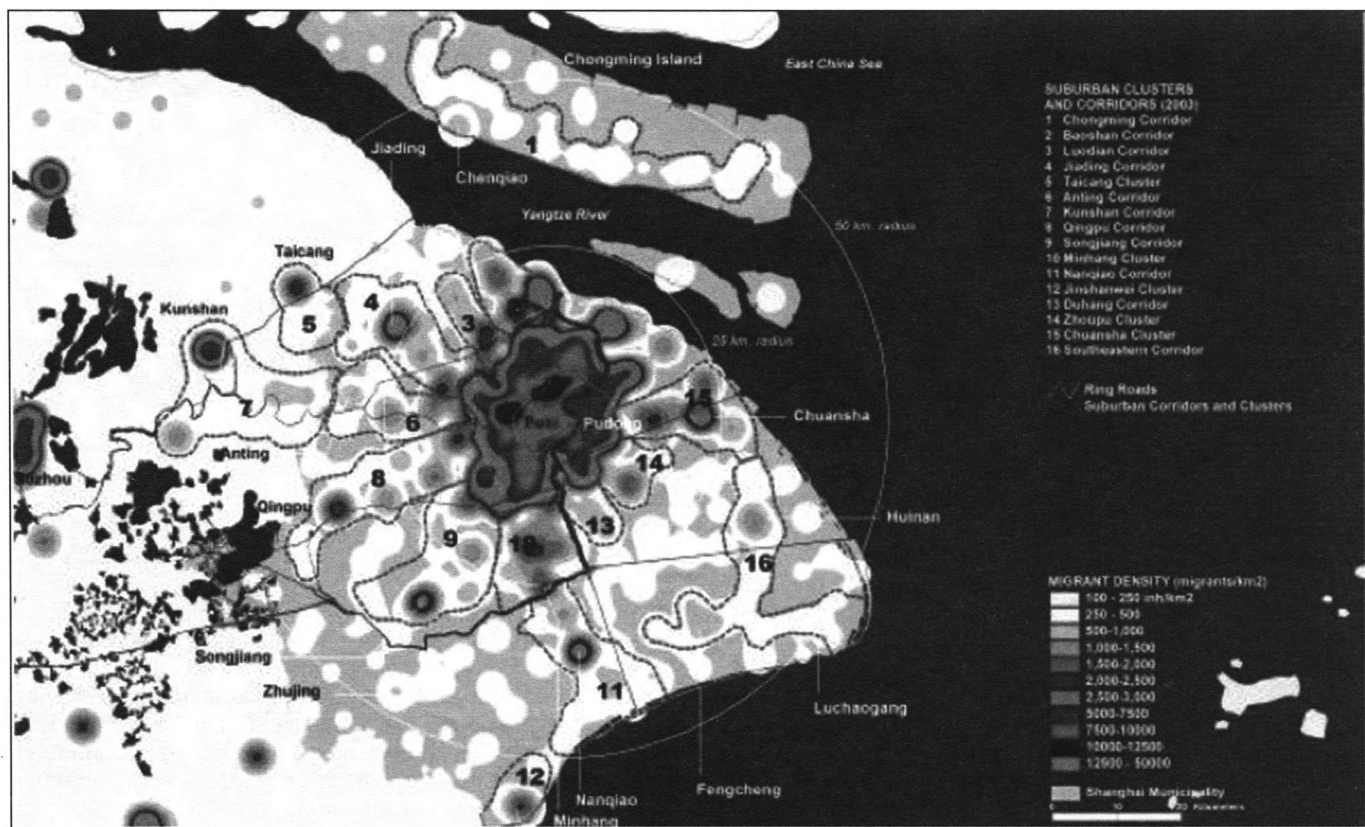 Chongming Island
East China Sea
SUBURBAN CLUSTERS
AND CORRIDORS (2003)
1 Chongming Corridor
2 Baoshan Corridor
3 Luodian Corridor
4 Jiading Corridor
5 Taicang Cluster
6 Anting Corridor
7 Kunshan Corridor
8 Qingpu Corridor
9 Songjiang Corridor
10 Minhang Cluster
11 Nanqiao Corridor
12 Jinshanwei Cluster
13 Duhang Corridor
14 Zhoupu Cluster
15 Chuansha Cluster
16 Southeastern Corridor
Ring Roads
Suburban Corridors and Clusters
Jiading
1
Chenqiao
Yangtze River
50 km. radius
Taicang
Kunshan
4
5
3
25 km. radius
7
6
15
Puxi
Pudong
Chuansha
Anting
Suzhou
8
14
Qingpu
Huinan
9
10
13
16
Songjiang
Zhujing
11
Luchaogang
12
Nanqiao
Fengcheng
Minhang
MIGRANT DENSITY (migrants/km2)
100 - 250 inh/km2
250 - 500
500-1,000
1,000-1,500
1,500-2,000
2,000-2,500
2,500-3,000
5000-7500
7500-10000
10000-12500
12500 - 50000
Shanghai Municipality
0 10 20 Kilometers